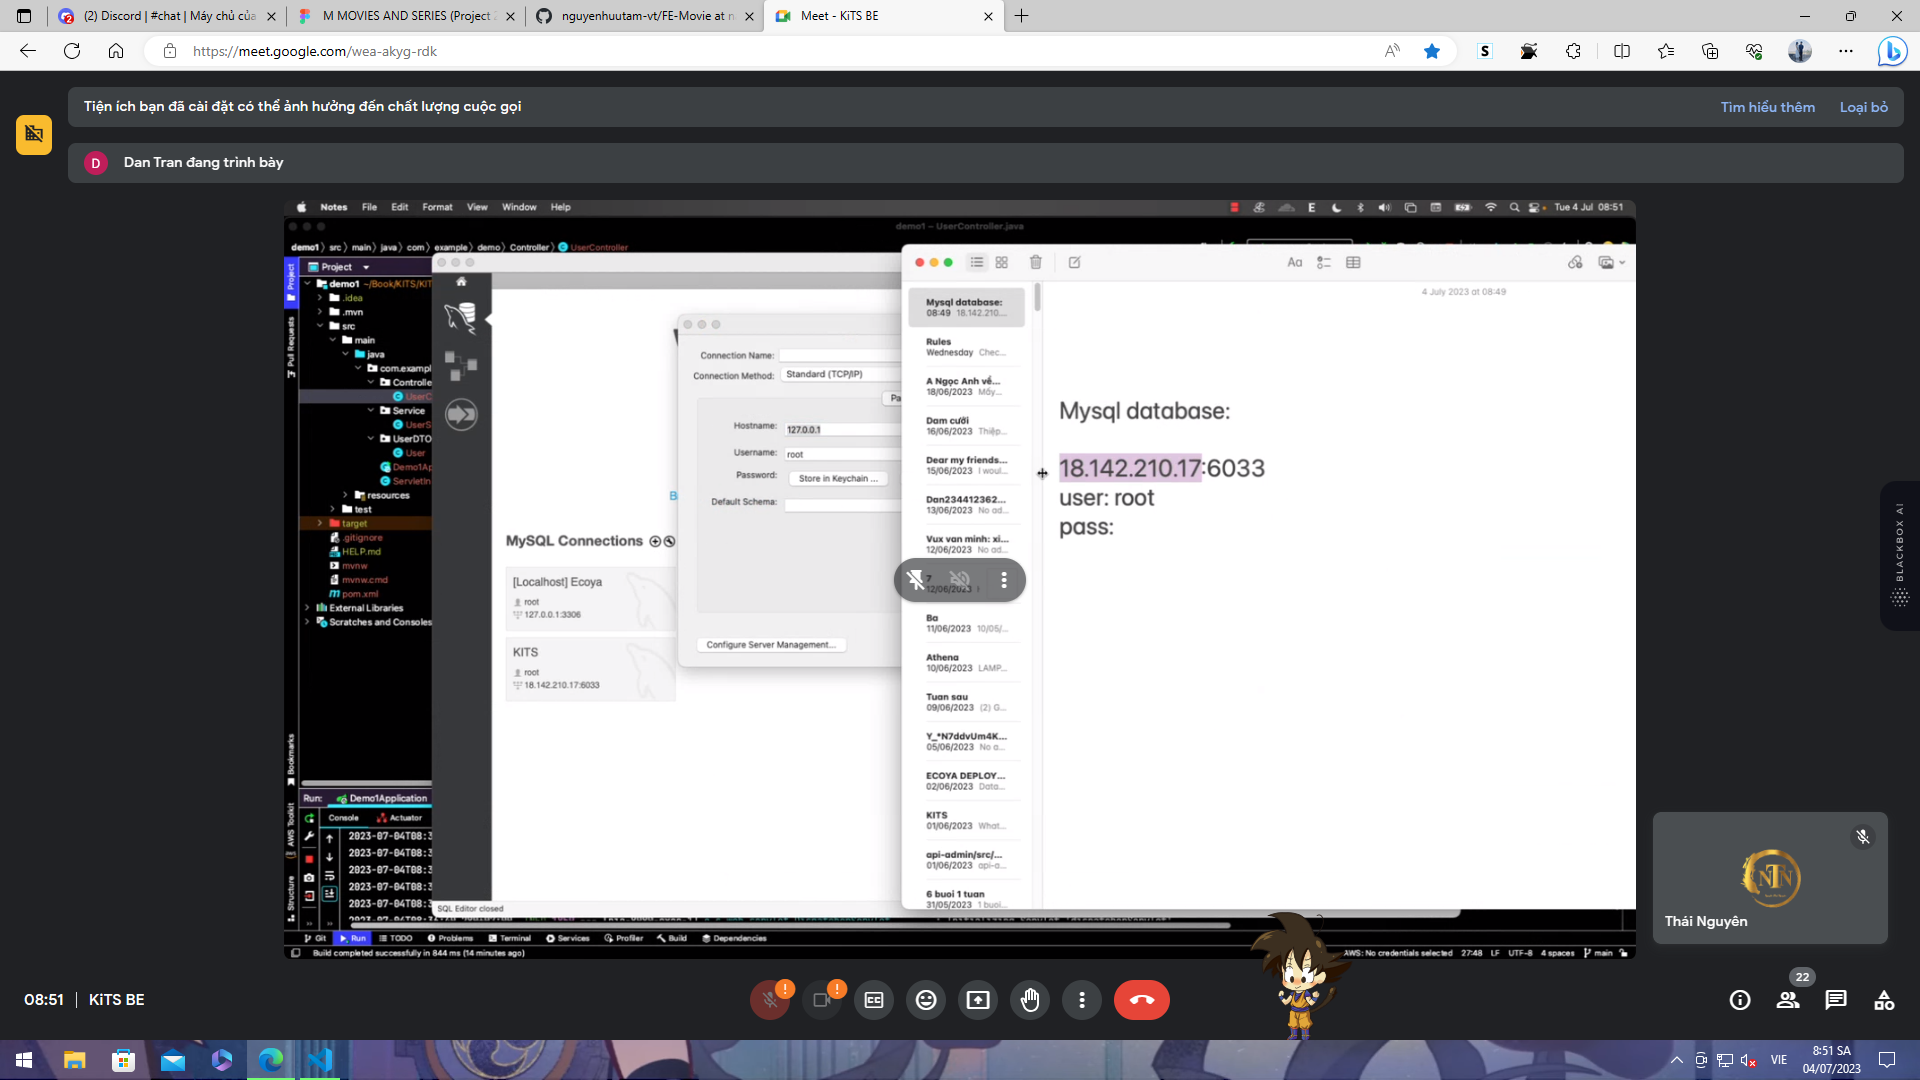 (2) Discord | #chat | Máy chủ của
M MOVIES AND SERIES (Project 2
nguyenhuutam-vt/FE-Movie at n
Meet - KiTS BE
https://meet.google.com/wea-akyg-rdk
Tiện ích bạn đã cài đặt có thể ảnh hưởng đến chất lượng cuộc gọi
Tìm hiểu thêm
Loại bỏ
D
Dan Tran đang trình bày
Notes File Edit Format View Window Help
Tue 4 Jul 08:51
demo1 – UserController.java
demo1 〉 src 〉 main 〉 java 〉 com 〉 example 〉 demo 〉 Controller 〉 UserController
Project
demo1 ~/Book/KITS/KIT
.idea
.mvn
src
main
java
com.exampl
Controlle
UserC
Service
UserS
UserDTO
User
Demo1Ap
ServletIn
resources
test
target
.gitignore
HELP.md
mvnw
mvnw.cmd
pom.xml
External Libraries
Scratches and Consoles
Project
Pull Requests
Bookmarks
AWS Toolkit
Structure
MySQL Connections
[Localhost] Ecoya
root
127.0.0.1:3306
KITS
root
18.142.210.17:6033
SQL Editor closed
Connection Name:
Connection Method: Standard (TCP/IP)
Pa
Hostname: 127.0.0.1
Username: root
Password: Store in Keychain ...
Default Schema:
Configure Server Management...
B
Aa
Mysql database:
08:49 18.142.210....
Rules
Wednesday Chec...
A Ngọc Anh về...
18/06/2023 Mấy...
Dam cưới
16/06/2023 Thiệp...
Dear my friends...
15/06/2023 I woul...
Dan234412362...
13/06/2023 No ad...
Vux van minh: xi...
12/06/2023 No ad...
7
12/06/2023
Ba
11/06/2023 10/05/...
Athena
10/06/2023 LAMP...
Tuan sau
09/06/2023 (2) G...
Y_*N7ddvUm4K...
05/06/2023 No a...
ECOYA DEPLOY...
02/06/2023 Data...
KITS
01/06/2023 What...
api-admin/src/...
01/06/2023 api-a...
6 buoi 1 tuan
31/05/2023 1 buoi...
4 July 2023 at 08:49
Mysql database:
18.142.210.17:6033
user: root
pass:
Run: Demo1Application
Console Actuator
2023-07-04T08:3
2023-07-04T08:3
2023-07-04T08:3
2023-07-04T08:3
2023-07-04T08:3
Git Run TODO Problems Terminal Services Profiler Build Dependencies
Build completed successfully in 844 ms (14 minutes ago)
AWS: No credentials selected 27:48 LF UTF-8 4 spaces main
BLACKBOX AI
NTN
Thái Nguyên
08:51 | KiTS BE
22
VIE
8:51 SA
04/07/2023